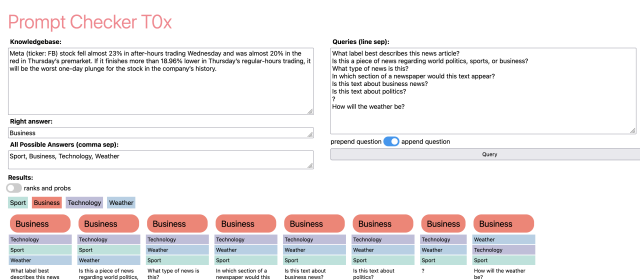 Prompt Checker T0x
Knowledgebase:
Meta (ticker: FB) stock fell almost 23% in after-hours trading Wednesday and was almost 20% in the
red in Thursday's premarket. If it finishes more than 18.96% lower in Thursday's regular-hours trading, it
will be the worst one-day plunge for the stock in the company's history.
Right answer:
Business
All Possible Answers (comma sep):
Sport, Business, Technology, Weather
Queries (line sep):
What label best describes this news article?
Is this a piece of news regarding world politics, sports, or business?
What type of news is this?
In which section of a newspaper would this text appear?
Is this text about business news?
Is this text about politics?
?
How will the weather be?
prepend question append question
Query
Results:
ranks and probs
Sport Business Technology Weather
Business Business Business Business Business Business Business Business
Technology Technology Technology Technology Technology Technology Technology Weather
Sport Sport Weather Weather Weather Weather Weather Technology
Weather Weather Sport Sport Sport Sport Sport Sport
What label best Is this a piece of news What type of news is In which section of a Is this text about Is this text about ? How will the weather
describes this news regarding world politics, this? newspaper would this business news? politics? be?